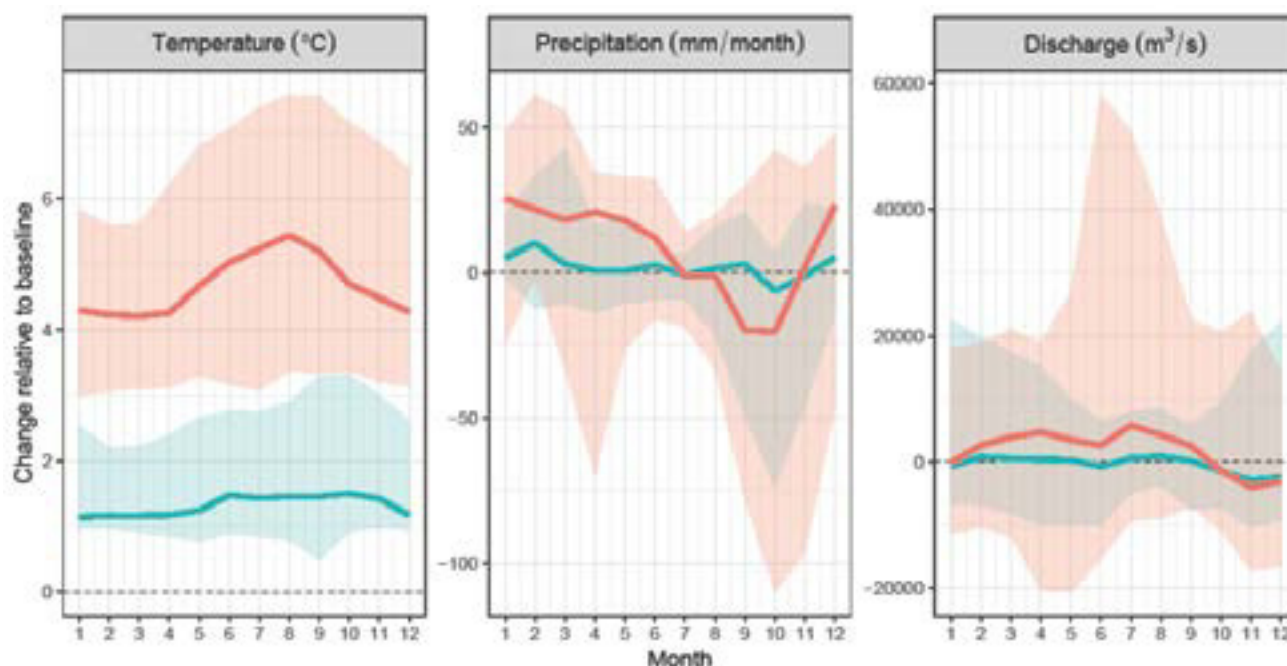 Temperature (°C)
Precipitation (mm/month)
Discharge (m³/s)
Change relative to baseline
6
4
2
0
50
0
−50
−100
60000
40000
20000
0
−20000
1 2 3 4 5 6 7 8 9 10 11 12
1 2 3 4 5 6 7 8 9 10 11 12
1 2 3 4 5 6 7 8 9 10 11 12
Month